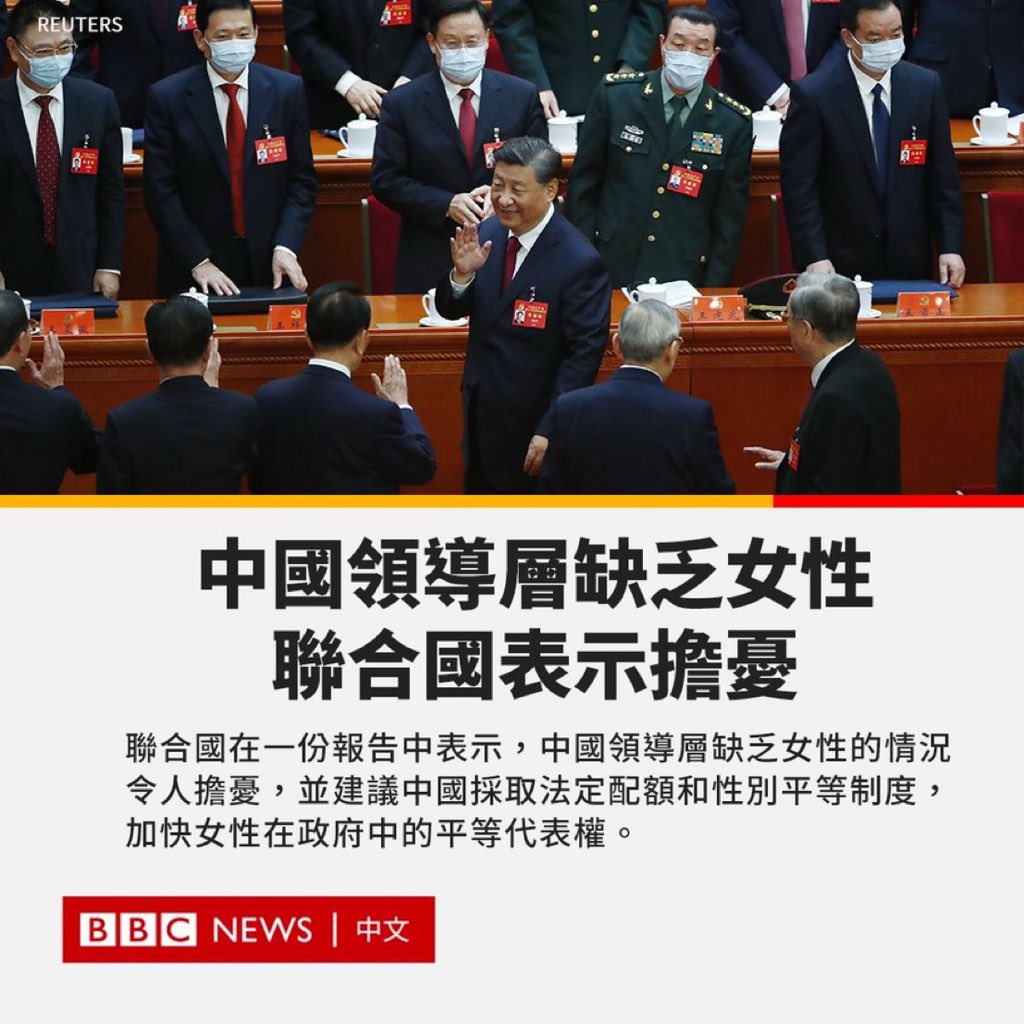 REUTERS
中國領導層缺乏女性
聯合國表示擔憂
聯合國在一份報告中表示，中國領導層缺乏女性的情況
令人擔憂，並建議中國採取法定配額和性別平等制度，
加快女性在政府中的平等代表權。
BBC NEWS | 中文